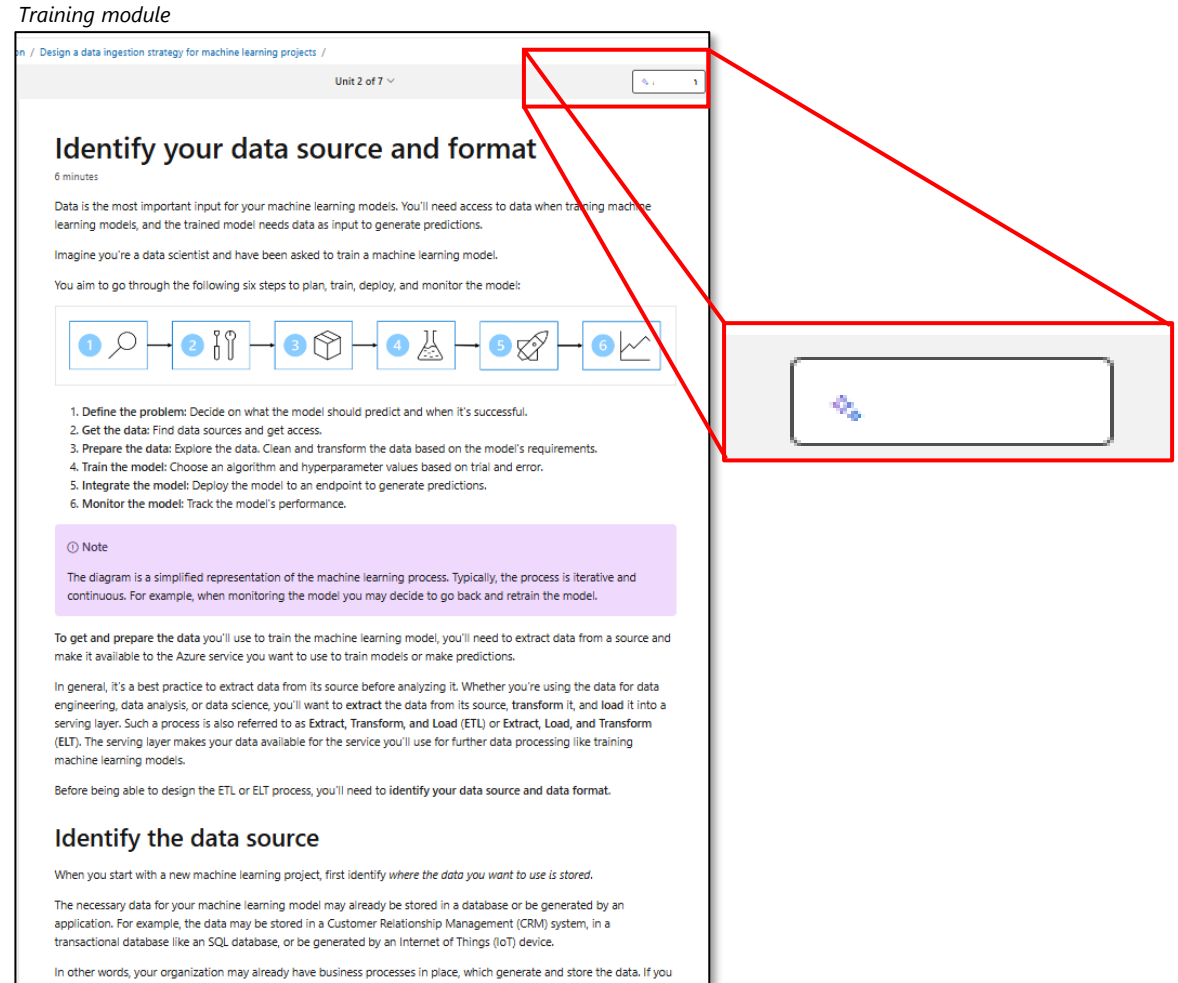 Training module
on / Design a data ingestion strategy for machine learning projects /
Unit 2 of 7
Identify your data source and format
6 minutes
Data is the most important input for your machine learning models. You'll need access to data when training machine
learning models, and the trained model needs data as input to generate predictions.
Imagine you're a data scientist and have been asked to train a machine learning model.
You aim to go through the following six steps to plan, train, deploy, and monitor the model:
1 2 3 4 5 6
1. Define the problem: Decide on what the model should predict and when it's successful.
2. Get the data: Find data sources and get access.
3. Prepare the data: Explore the data. Clean and transform the data based on the model's requirements.
4. Train the model: Choose an algorithm and hyperparameter values based on trial and error.
5. Integrate the model: Deploy the model to an endpoint to generate predictions.
6. Monitor the model: Track the model's performance.
Note
The diagram is a simplified representation of the machine learning process. Typically, the process is iterative and
continuous. For example, when monitoring the model you may decide to go back and retrain the model.
To get and prepare the data you'll use to train the machine learning model, you'll need to extract data from a source and
make it available to the Azure service you want to use to train models or make predictions.
In general, it's a best practice to extract data from its source before analyzing it. Whether you're using the data for data
engineering, data analysis, or data science, you'll want to extract the data from its source, transform it, and load it into a
serving layer. Such a process is also referred to as Extract, Transform, and Load (ETL) or Extract, Load, and Transform
(ELT). The serving layer makes your data available for the service you'll use for further data processing like training
machine learning models.
Before being able to design the ETL or ELT process, you'll need to identify your data source and data format.
Identify the data source
When you start with a new machine learning project, first identify where the data you want to use is stored.
The necessary data for your machine learning model may already be stored in a database or be generated by an
application. For example, the data may be stored in a Customer Relationship Management (CRM) system, in a
transactional database like an SQL database, or be generated by an Internet of Things (IoT) device.
In other words, your organization may already have business processes in place, which generate and store the data. If you